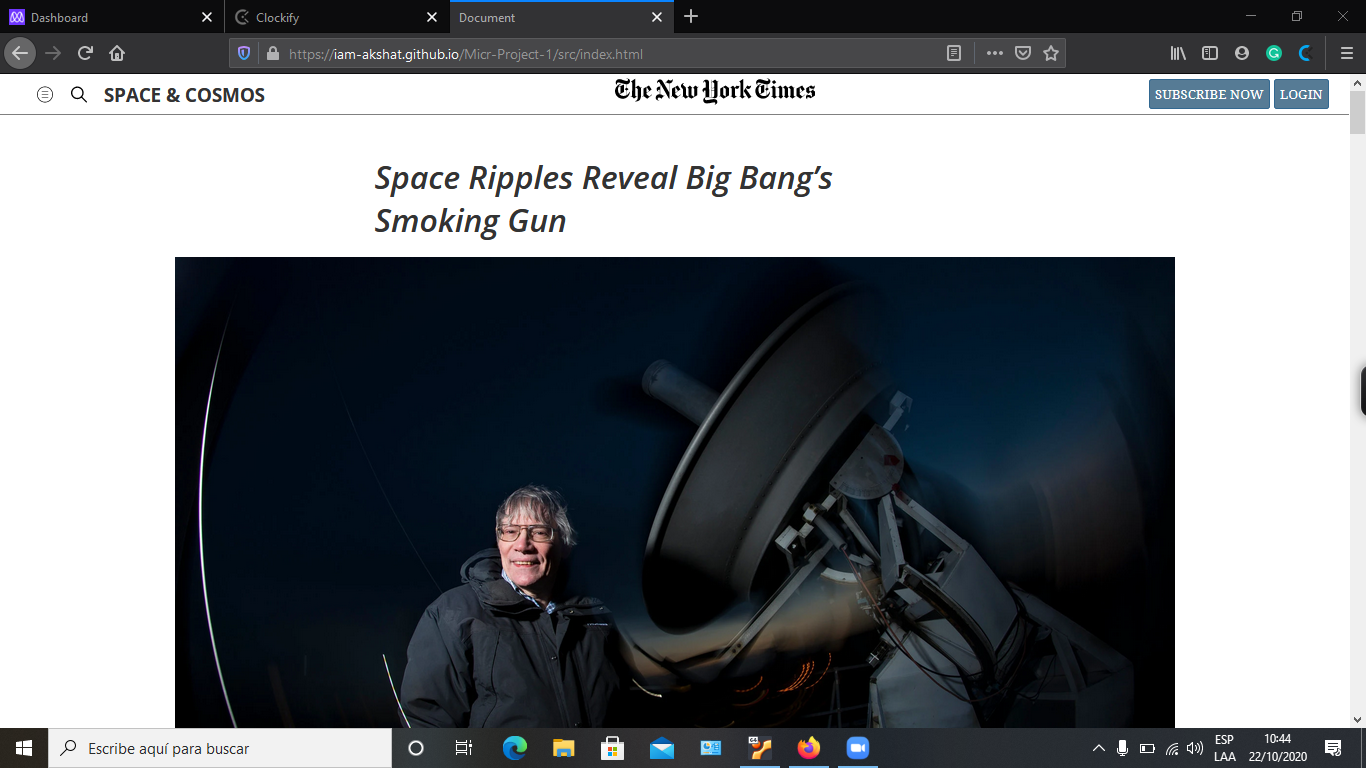 Dashboard
Clockify
Document
https://iam-akshat.github.io/Micr-Project-1/src/index.html
SPACE & COSMOS
The New York Times
SUBSCRIBE NOW
LOGIN
Space Ripples Reveal Big Bang’s
Smoking Gun
Escribe aquí para buscar
64
ESP
LAA
10:44
22/10/2020